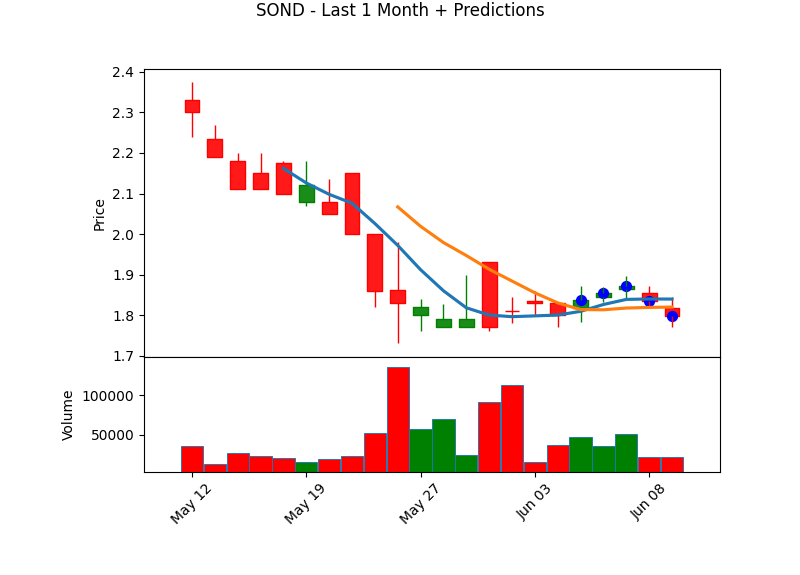 SOND - Last 1 Month + Predictions
2.4
2.3
2.2
2.1
2.0
1.9
1.8
1.7
Price
100000
50000
Volume
May 12
May 19
May 27
Jun 03
Jun 08